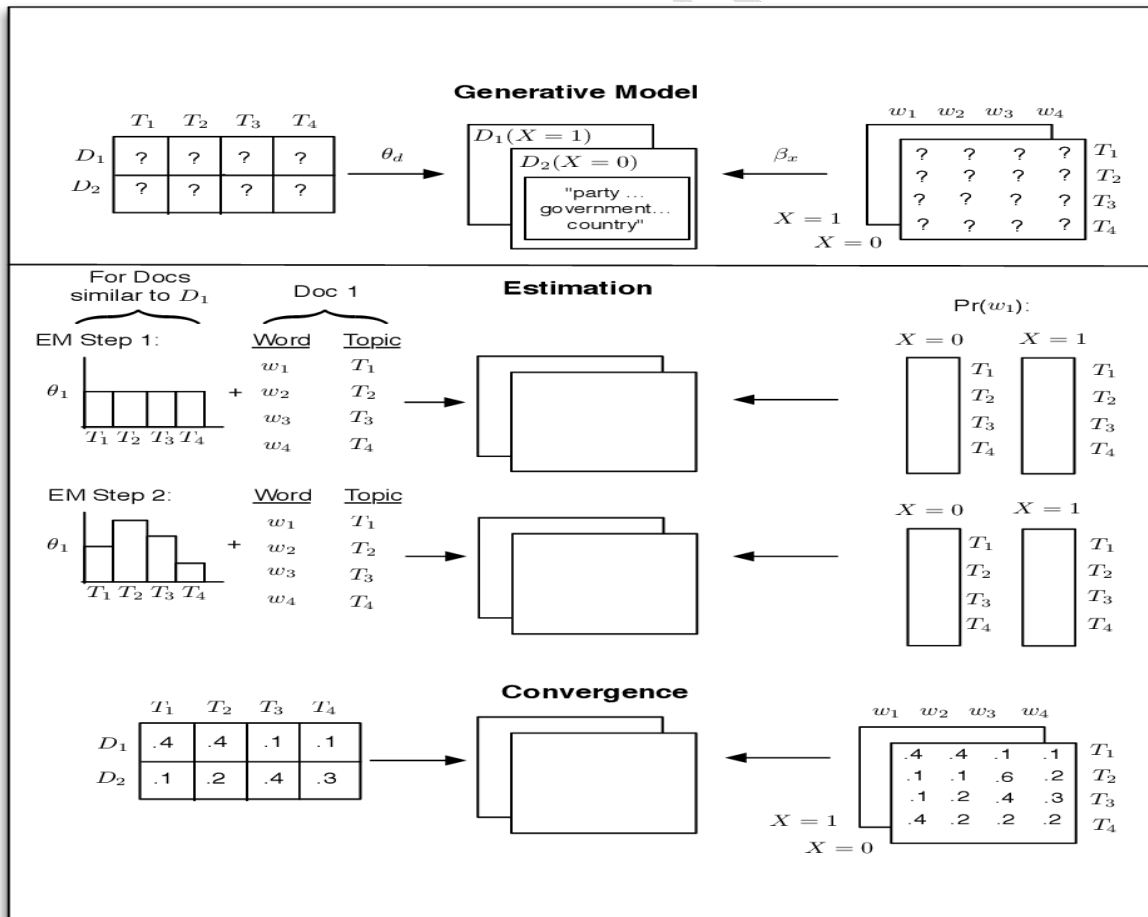 Generative Model
T1 T2 T3 T4
D1 ? ? ? ?
D2 ? ? ? ?
θd
D1(X = 1)
D2(X = 0)
"party ...
government...
country"
βx
w1 w2 w3 w4
? ? ? ? T1
? ? ? ? T2
? ? ? ? T3
? ? ? ? T4
X = 1
X = 0
Estimation
For Docs
similar to D1
Doc 1
Pr(w1):
EM Step 1:
Word Topic
w1 T1
w2 T2
w3 T3
w4 T4
θ1
+
T1 T2 T3 T4
X = 0 X = 1
T1 T1
T2 T2
T3 T3
T4 T4
EM Step 2:
Word Topic
w1 T1
w2 T2
w3 T3
w4 T4
θ1
+
T1 T2 T3 T4
X = 0 X = 1
T1 T1
T2 T2
T3 T3
T4 T4
Convergence
T1 T2 T3 T4
D1 .4 .4 .1 .1
D2 .1 .2 .4 .3
w1 w2 w3 w4
.4 .4 .1 .1 T1
.1 .1 .6 .2 T2
.1 .2 .4 .3 T3
.4 .2 .2 .2 T4
X = 1
X = 0